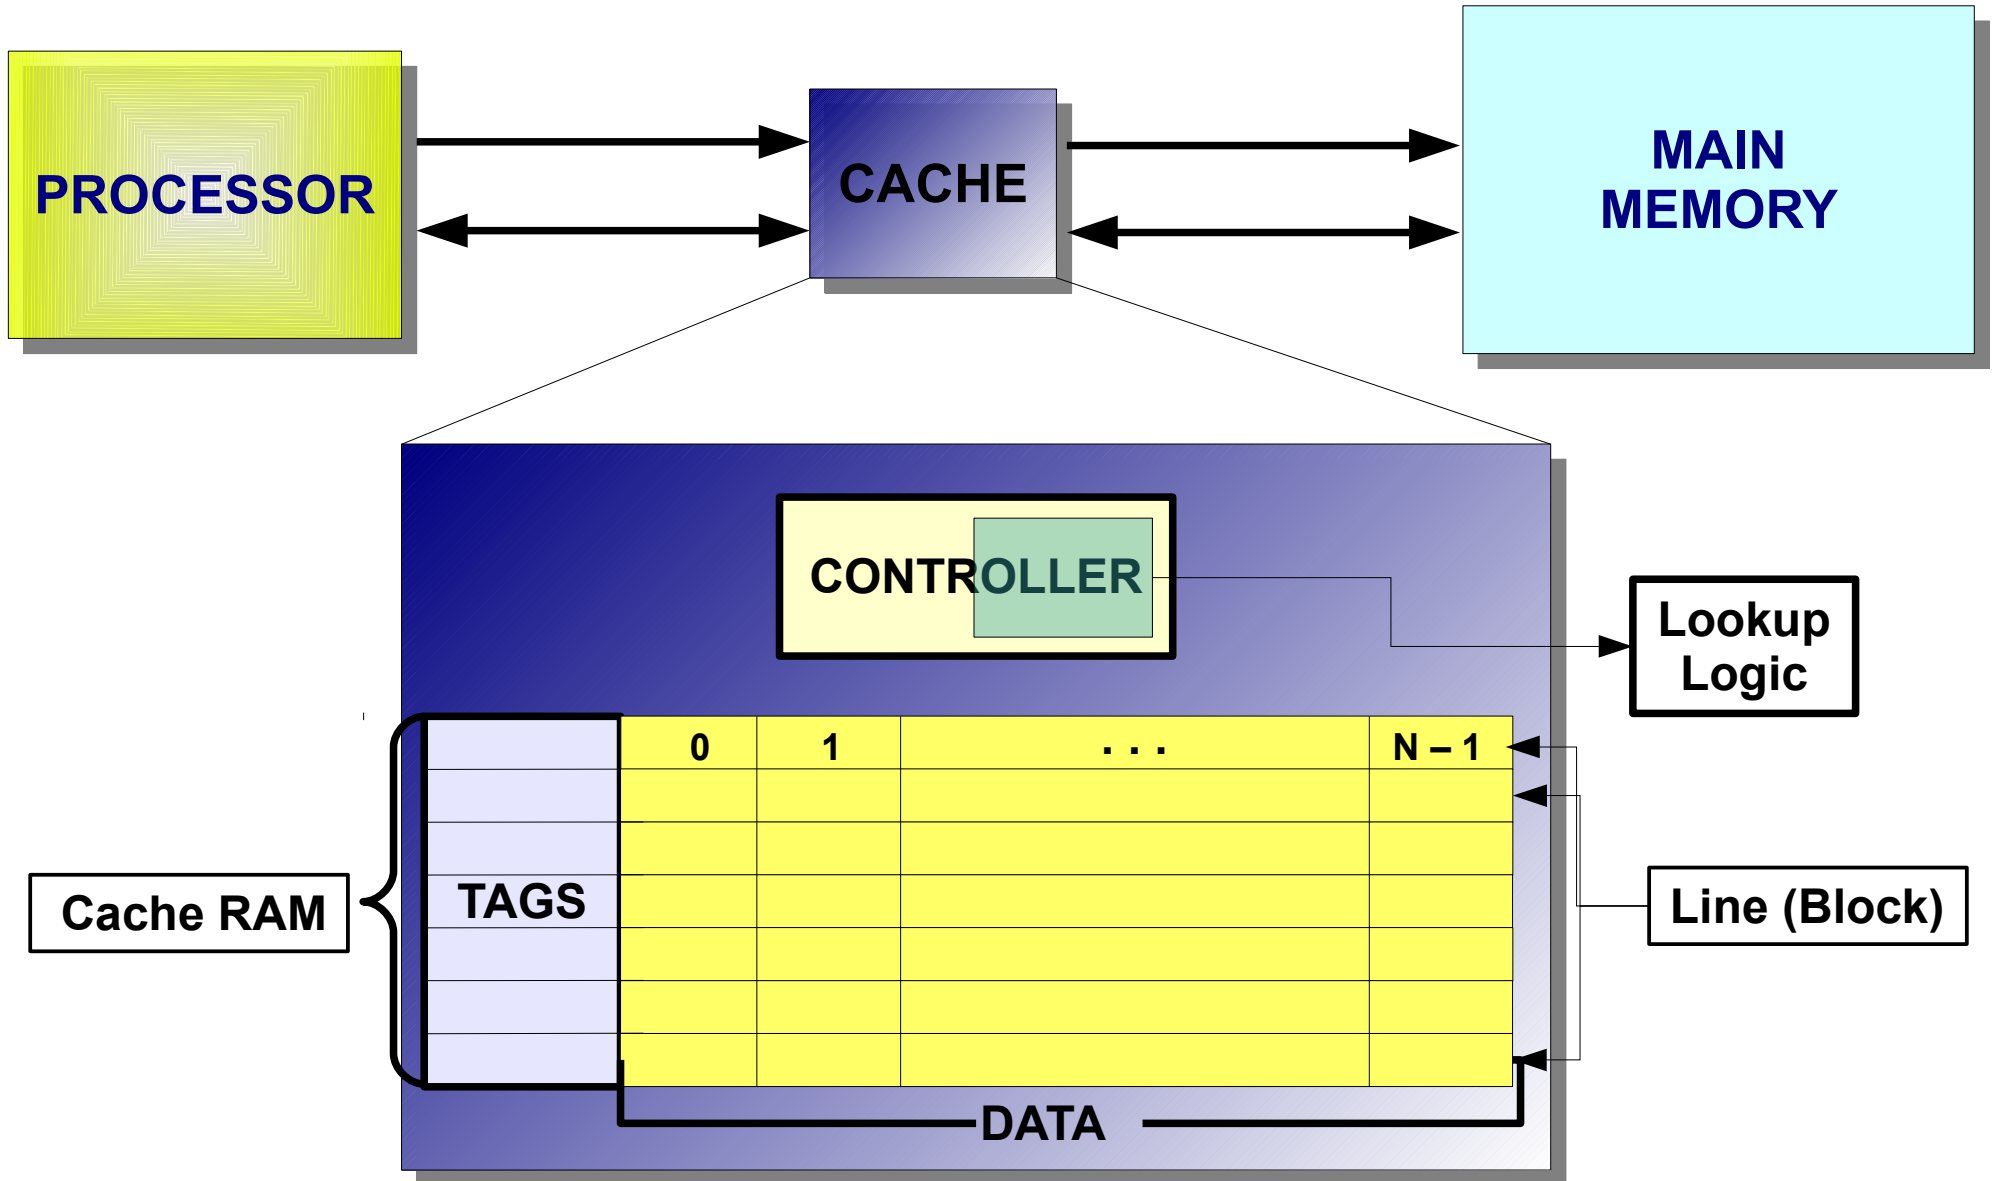 PROCESSOR
CACHE
MAIN
MEMORY
CONTROLLER
Lookup
Logic
0 1 . . . N – 1
TAGS
Cache RAM
Line (Block)
DATA